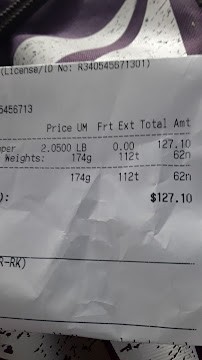 (License/ID No: R340545671301)
5456713
Price UM Frt Ext Total Amt
per 2.0500 LB 0.00 127.10
Weights: 174g 112t 62n
174g 112t 62n
): $127.10
R-RK)